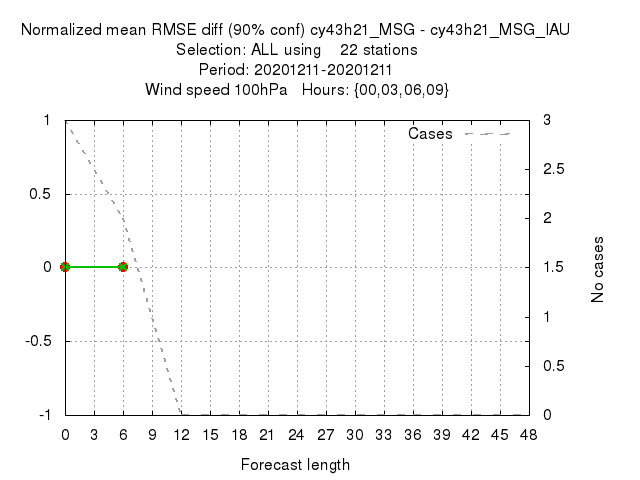 Normalized mean RMSE diff (90% conf) cy43h21_MSG - cy43h21_MSG_IAU
Selection: ALL using    22 stations
Period: 20201211-20201211
Wind speed 100hPa   Hours: {00,03,06,09}
Cases
1
0.5
0
-0.5
-1
3
2.5
2
1.5
1
0.5
0
No cases
0 3 6 9 12 15 18 21 24 27 30 33 36 39 42 45 48
Forecast length